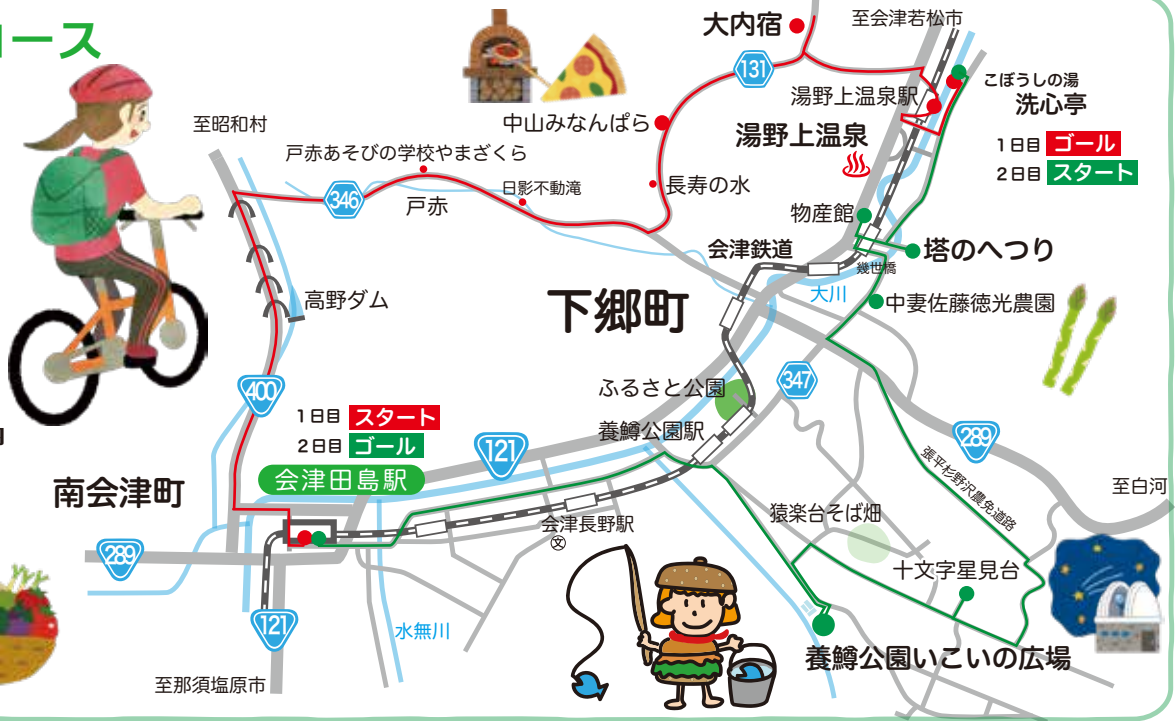 コース
至会津若松市
大内宿
131
こぼうしの湯
洗心亭
湯野上温泉駅
1日目 ゴール
2日目 スタート
至昭和村
中山みなんぱら
湯野上温泉
戸赤あそびの学校やまざくら
346
日影不動滝
戸赤
長寿の水
物産館
会津鉄道
塔のへつり
幾世橋
高野ダム
大川
中妻佐藤徳光農園
下郷町
400
347
ふるさと公園
1日目 スタート
2日目 ゴール
養鱒公園駅
121
289
張平杉野沢農免道路
会津田島駅
南会津町
至白河
猿楽台そば畑
会津長野駅
文
289
十文字星見台
121
水無川
養鱒公園いこいの広場
至那須塩原市